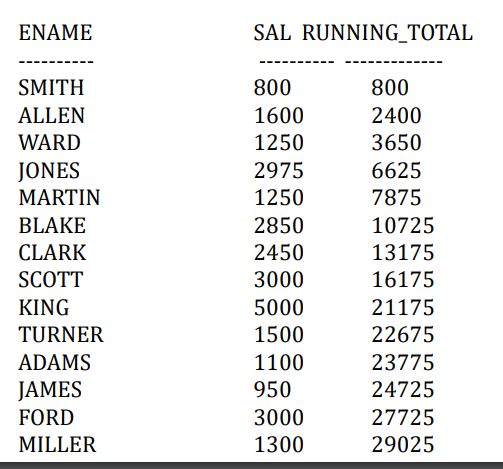 ENAME SAL RUNNING_TOTAL
---------- ---------- -------------
SMITH 800 800
ALLEN 1600 2400
WARD 1250 3650
JONES 2975 6625
MARTIN 1250 7875
BLAKE 2850 10725
CLARK 2450 13175
SCOTT 3000 16175
KING 5000 21175
TURNER 1500 22675
ADAMS 1100 23775
JAMES 950 24725
FORD 3000 27725
MILLER 1300 29025